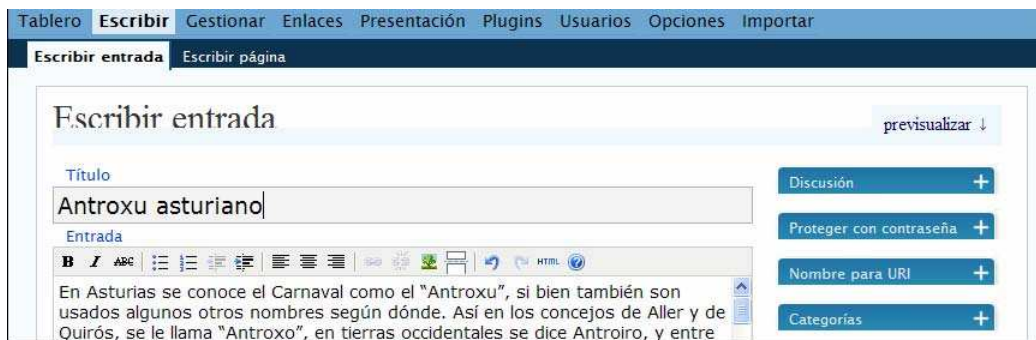 Tablero Escribir Gestionar Enlaces Presentación Plugins Usuarios Opciones Importar
Escribir entrada Escribir página
Escribir entrada
previsualizar ↓
Título
Antroxu asturiano
Entrada
B I ABC HTML
En Asturias se conoce el Carnaval como el “Antroxu”, si bien también son
usados algunos otros nombres según dónde. Así en los concejos de Aller y de
Quirós, se le llama “Antroxo”, en tierras occidentales se dice Antroiro, y entre
Discusión +
Proteger con contraseña +
Nombre para URI +
Categorías +